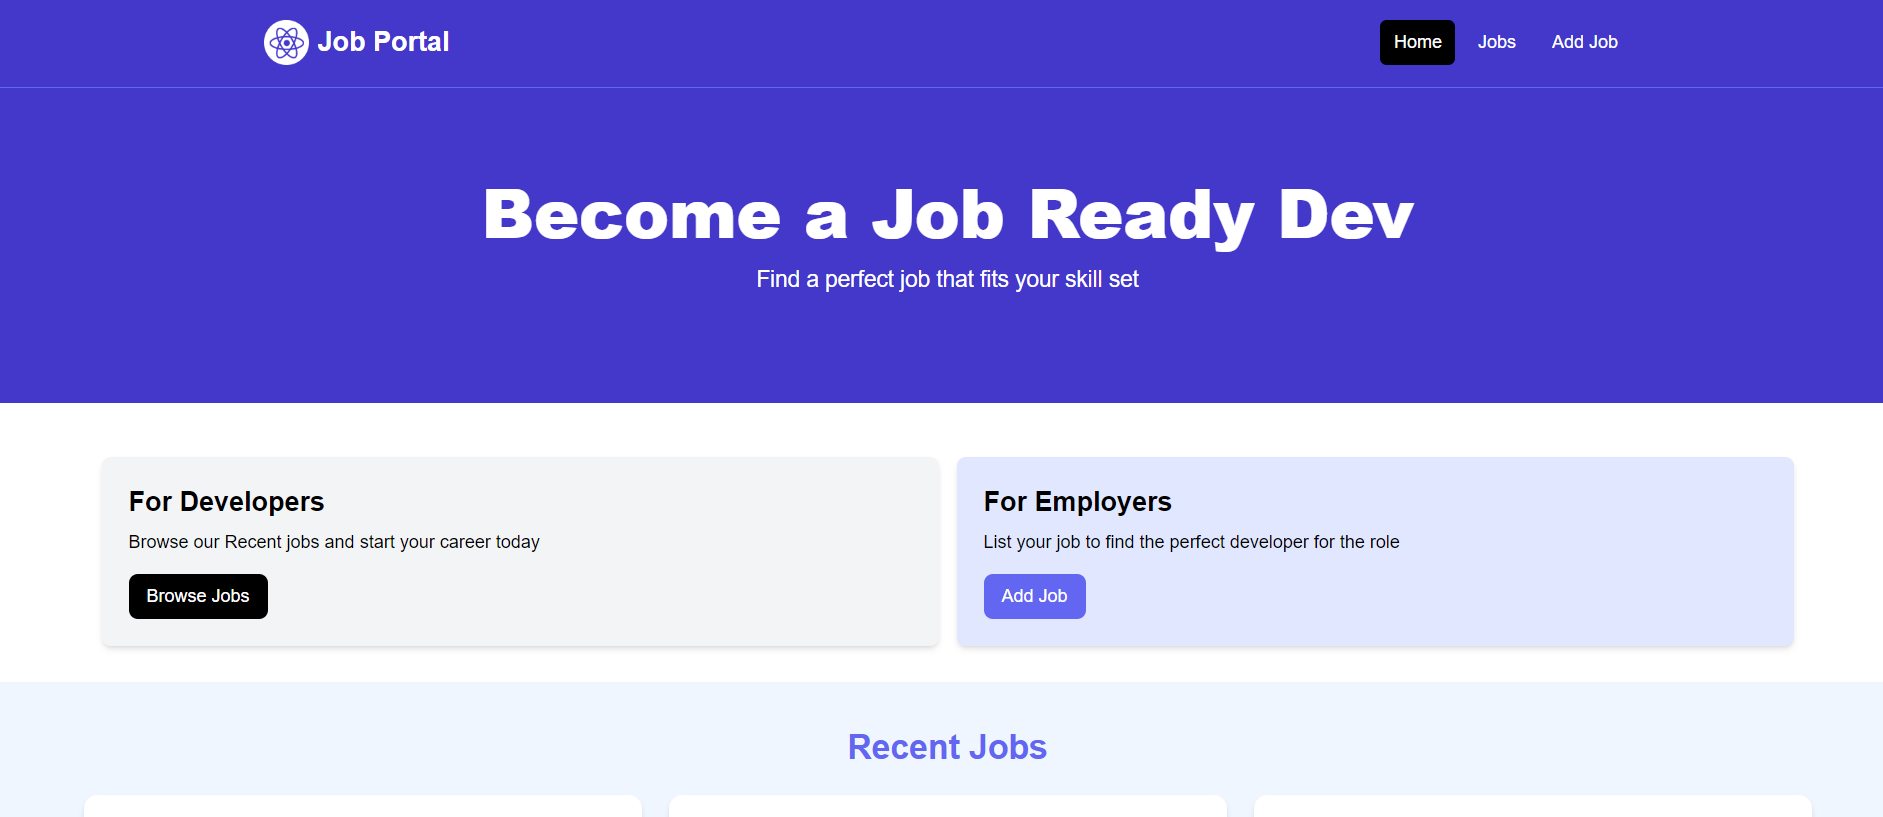 Job Portal
Home
Jobs
Add Job
Become a Job Ready Dev
Find a perfect job that fits your skill set
For Developers
Browse our Recent jobs and start your career today
Browse Jobs
For Employers
List your job to find the perfect developer for the role
Add Job
Recent Jobs